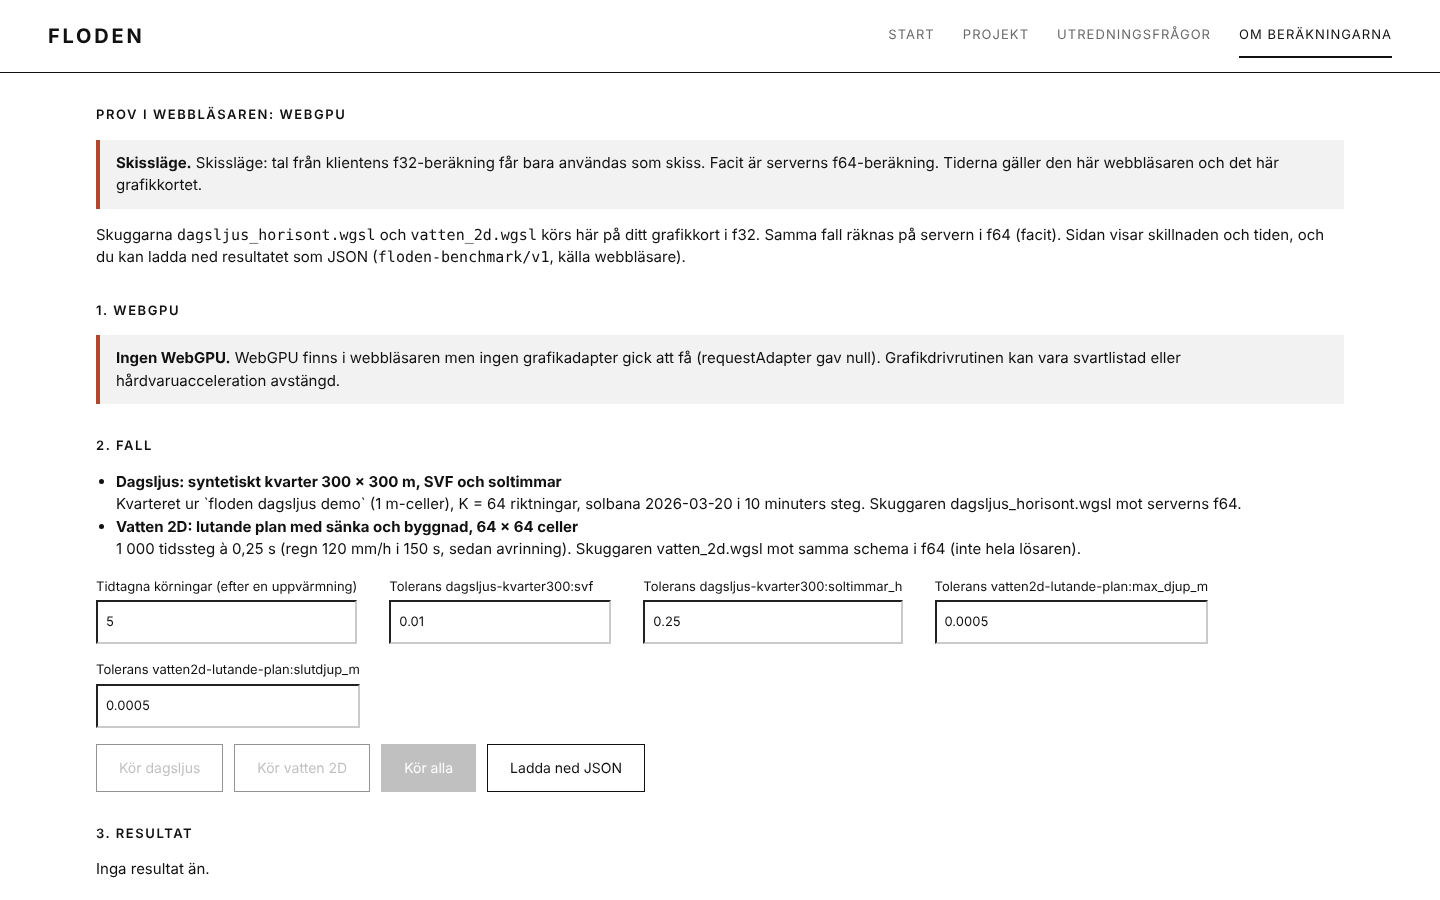 FLODEN
START PROJEKT UTREDNINGSFRÅGOR OM BERÄKNINGARNA
PROV I WEBBLÄSAREN: WEBGPU
Skissläge. Skissläge: tal från klientens f32-beräkning får bara användas som skiss. Facit är serverns f64-beräkning. Tiderna gäller den här webbläsaren och det här
grafikkortet.
Skuggarna dagsljus_horisont.wgsl och vatten_2d.wgsl körs här på ditt grafikkort i f32. Samma fall räknas på servern i f64 (facit). Sidan visar skillnaden och tiden, och
du kan ladda ned resultatet som JSON (floden-benchmark/v1, källa webbläsare).
1. WEBGPU
Ingen WebGPU. WebGPU finns i webbläsaren men ingen grafikadapter gick att få (requestAdapter gav null). Grafikdrivrutinen kan vara svartlistad eller
hårdvaruacceleration avstängd.
2. FALL
• Dagsljus: syntetiskt kvarter 300 × 300 m, SVF och soltimmar
Kvarteret ur `floden dagsljus demo` (1 m-celler), K = 64 riktningar, solbana 2026-03-20 i 10 minuters steg. Skuggaren dagsljus_horisont.wgsl mot serverns f64.
• Vatten 2D: lutande plan med sänka och byggnad, 64 × 64 celler
1 000 tidssteg à 0,25 s (regn 120 mm/h i 150 s, sedan avrinning). Skuggaren vatten_2d.wgsl mot samma schema i f64 (inte hela lösaren).
Tidtagna körningar (efter en uppvärmning) Tolerans dagsljus-kvarter300:svf Tolerans dagsljus-kvarter300:soltimmar_h Tolerans vatten2d-lutande-plan:max_djup_m
5 0.01 0.25 0.0005
Tolerans vatten2d-lutande-plan:slutdjup_m
0.0005
Kör dagsljus Kör vatten 2D Kör alla Ladda ned JSON
3. RESULTAT
Inga resultat än.